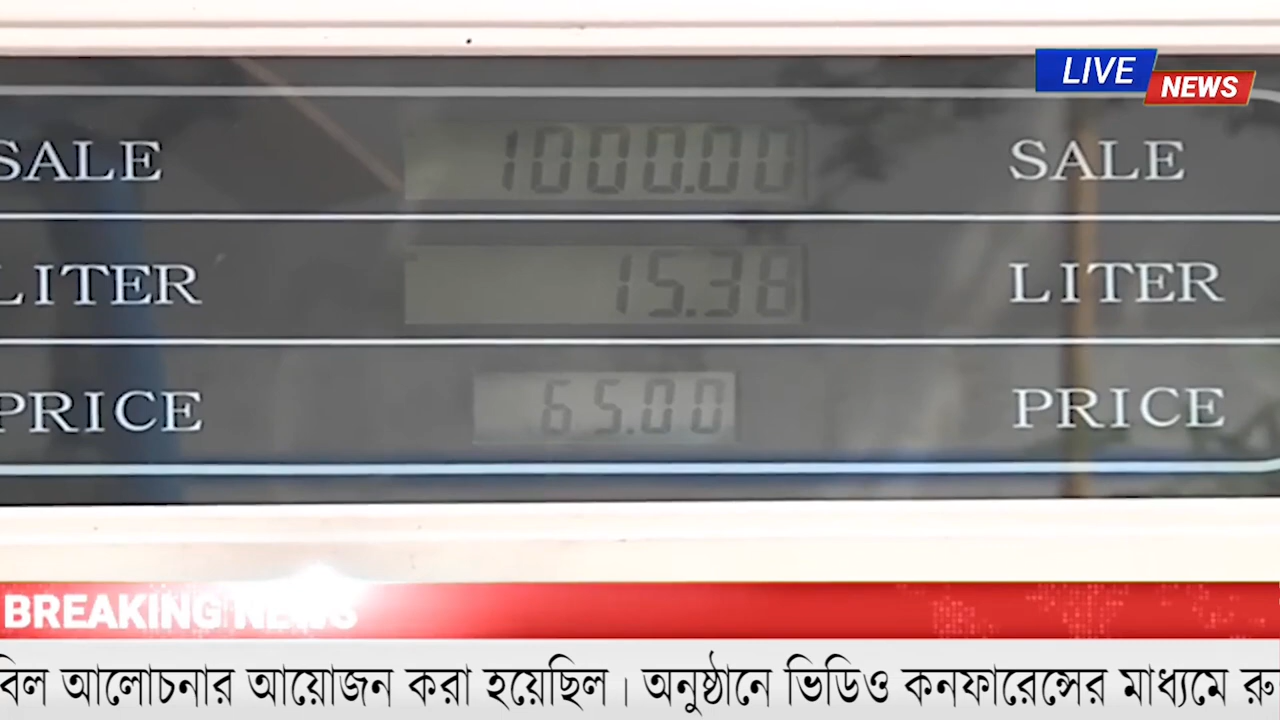 LIVE
NEWS
SALE 1000.00 SALE
LITER 15.38 LITER
PRICE 65.00 PRICE
BREAKING NEWS
আলোচনার আয়োজন করা হয়েছিল। অনুষ্ঠানে ভিডিও কনফারেন্সের মাধ্যমে